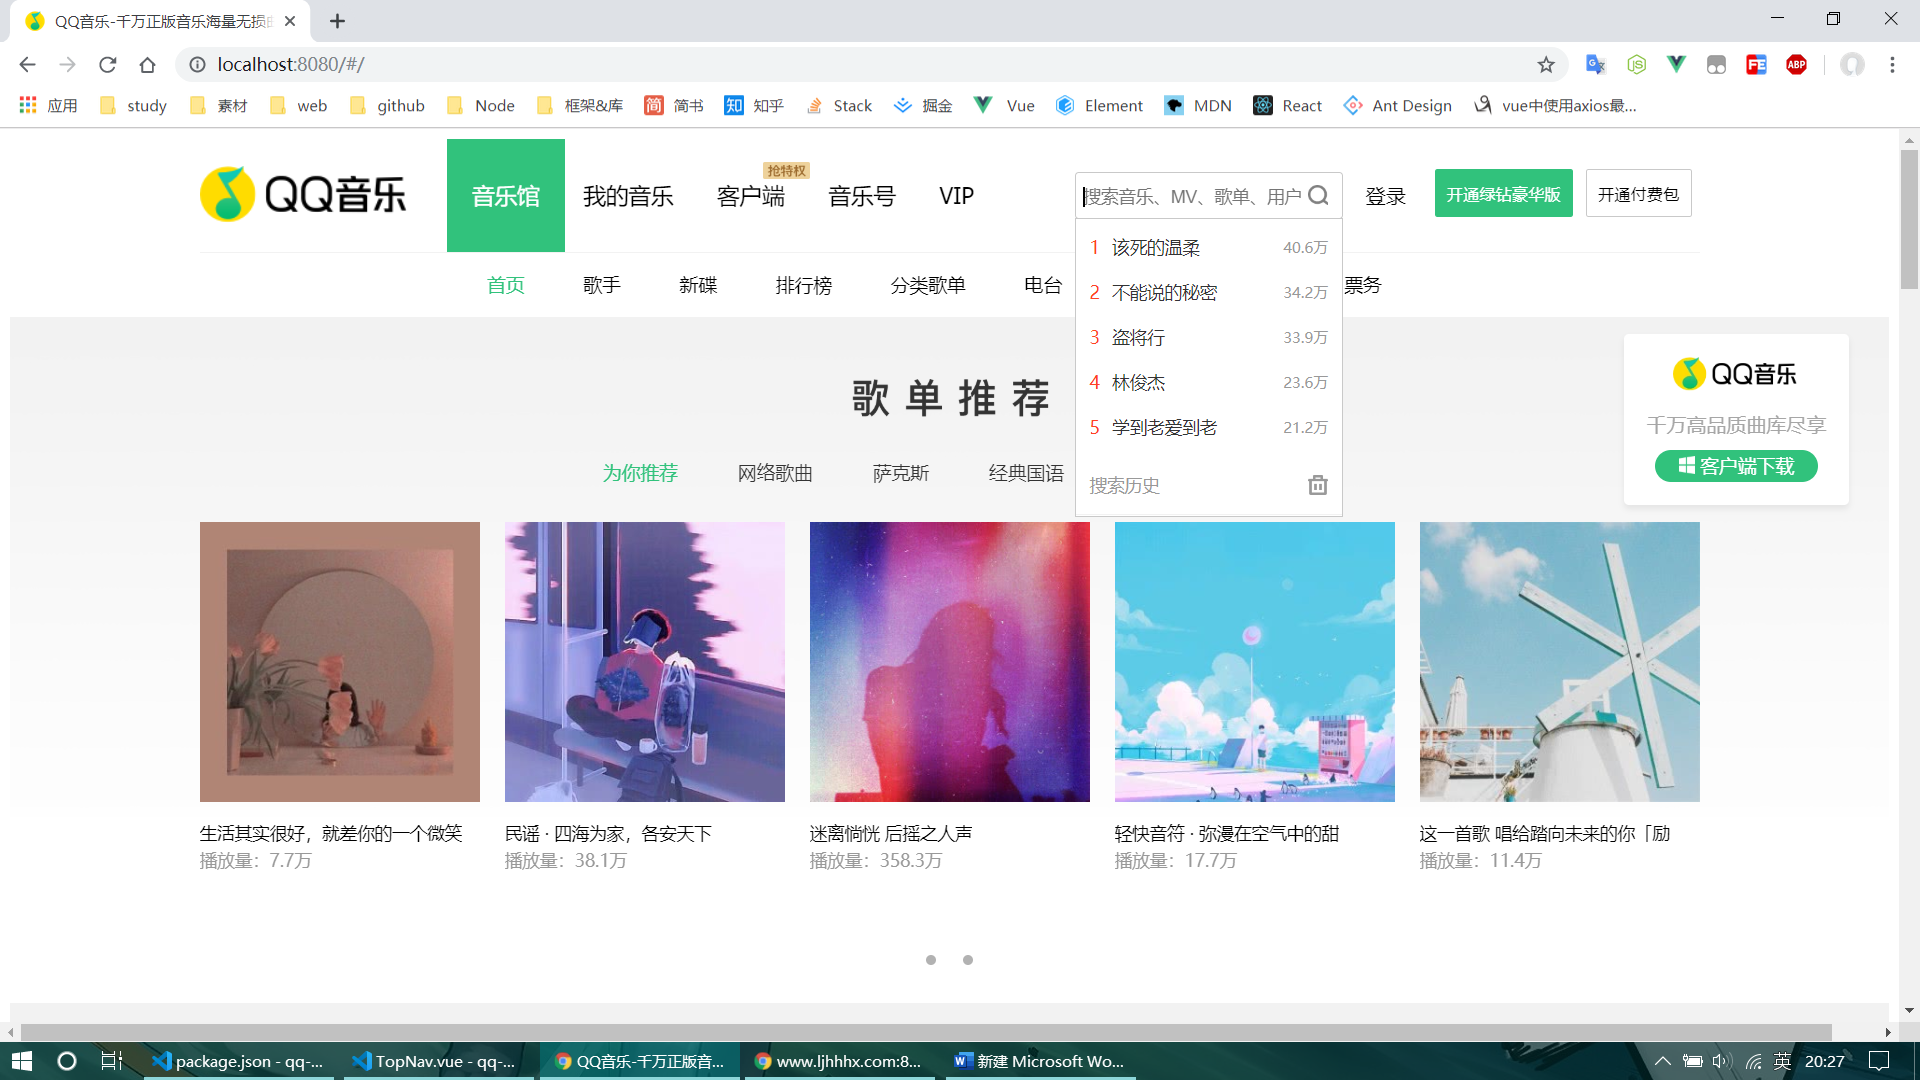 QQ音乐-千万正版音乐海量无损
localhost:8080/#/
应用 study 素材 web github Node 框架&库 简书 知乎 Stack 掘金 Vue Element MDN React Ant Design vue中使用axios最...
QQ音乐 音乐馆 我的音乐 客户端 抢特权 音乐号 VIP 搜索音乐、MV、歌单、用户 登录 开通绿钻豪华版 开通付费包
首页 歌手 新碟 排行榜 分类歌单 电台 票务
1 该死的温柔 40.6万
2 不能说的秘密 34.2万
3 盗将行 33.9万
4 林俊杰 23.6万
5 学到老爱到老 21.2万
搜索历史
歌单推荐
为你推荐 网络歌曲 萨克斯 经典国语
QQ音乐
千万高品质曲库尽享
客户端下载
生活其实很好，就差你的一个微笑
播放量：7.7万
民谣 · 四海为家，各安天下
播放量：38.1万
迷离惝恍 后摇之人声
播放量：358.3万
轻快音符 · 弥漫在空气中的甜
播放量：17.7万
这一首歌 唱给踏向未来的你「励
播放量：11.4万
package.json - qq-... TopNav.vue - qq-... QQ音乐-千万正版音... www.ljhhhx.com:8... 新建 Microsoft Wo... 英 20:27